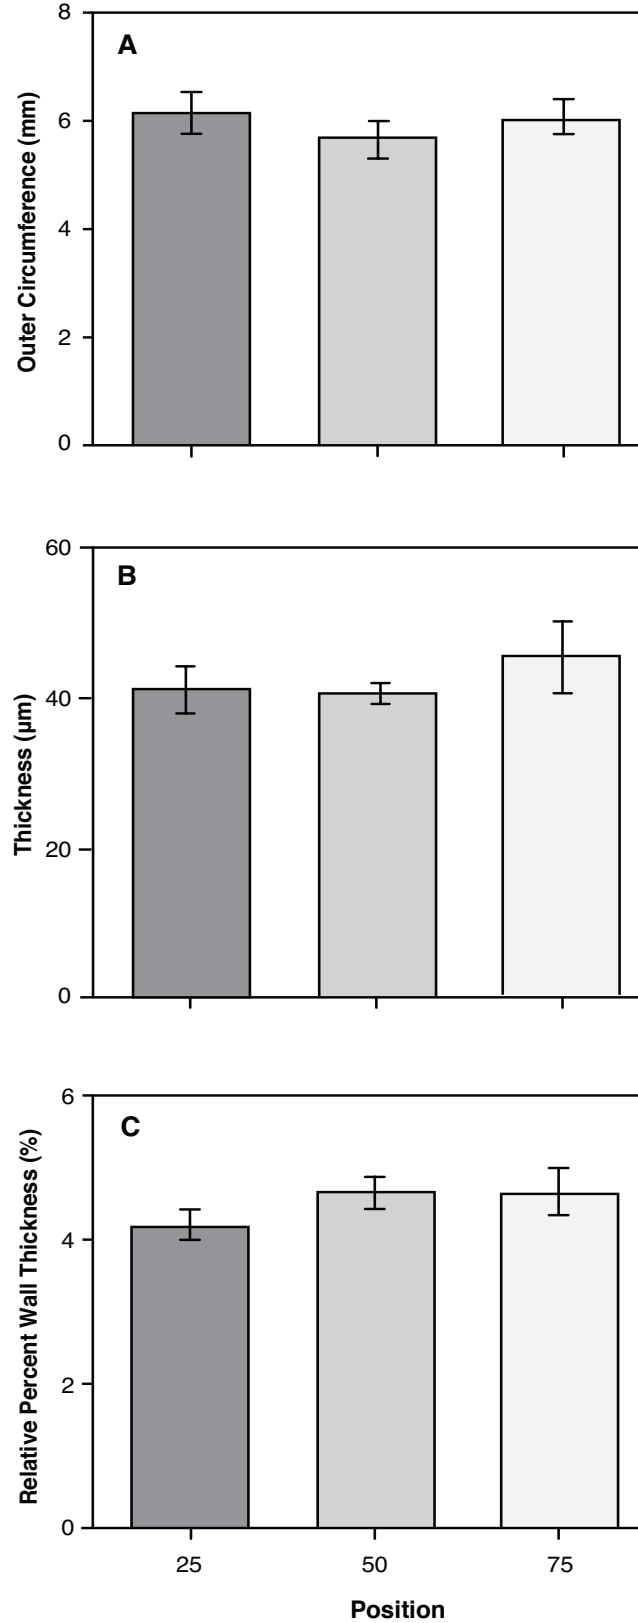 A
Outer Circumference (mm)
8
6
4
2
0
B
Thickness (µm)
60
40
20
0
C
Relative Percent Wall Thickness (%)
6
4
2
0
25 50 75
Position